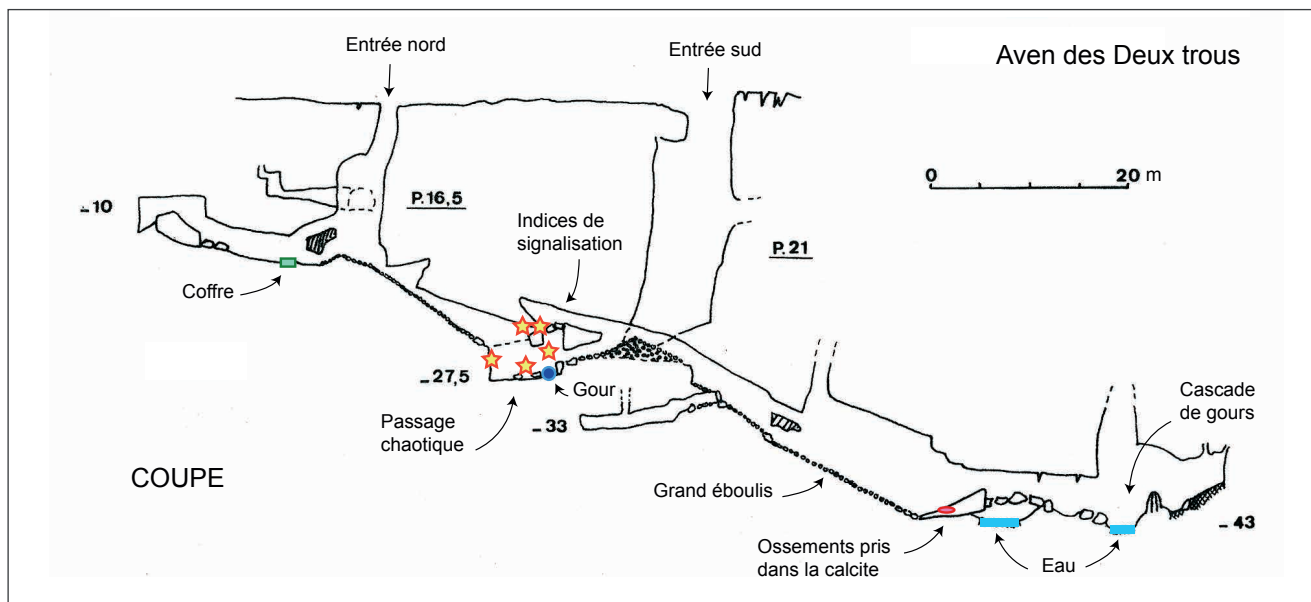 Entrée nord
Entrée sud
Aven des Deux trous
0
20 m
- 10
P. 16,5
Indices de
signalisation
P. 21
Coffre
- 27,5
Gour
Passage
chaotique
- 33
Cascade
de gours
COUPE
Grand éboulis
- 43
Ossements pris
dans la calcite
Eau